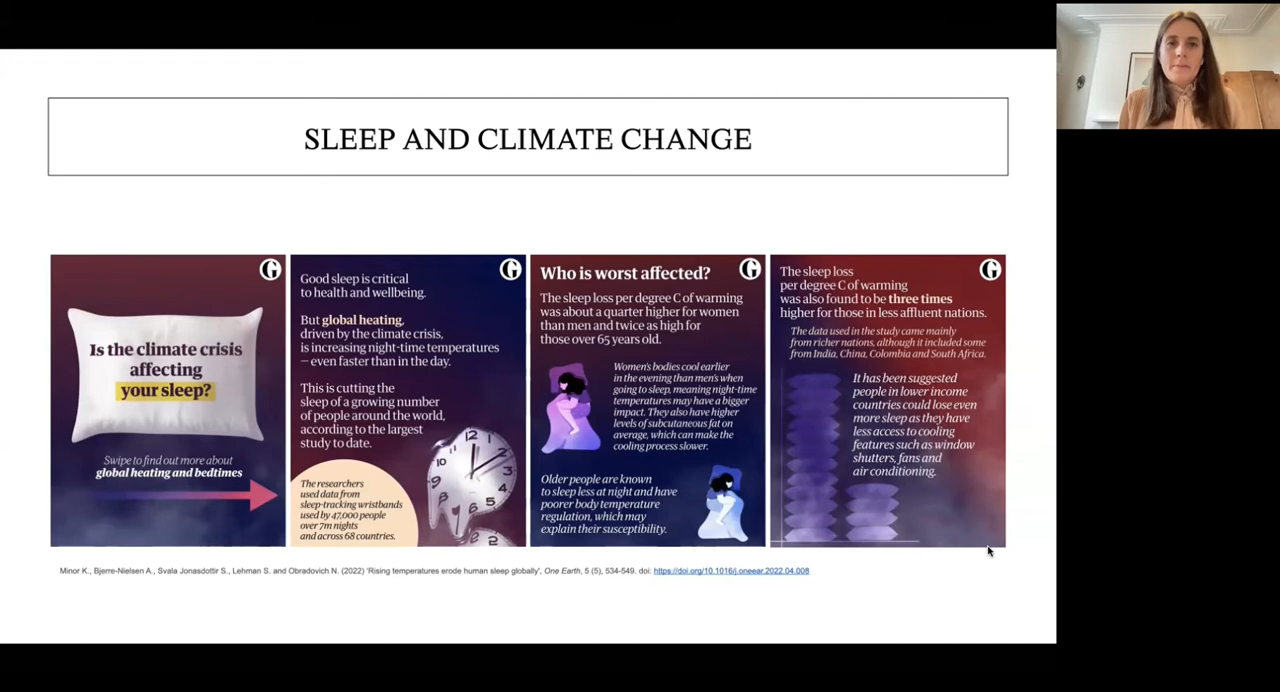 SLEEP AND CLIMATE CHANGE
G
Is the climate crisis
affecting
your sleep?
Swipe to find out more about
global heating and bedtimes
G
Good sleep is critical
to health and wellbeing.
But global heating,
driven by the climate crisis,
is increasing night-time temperatures
– even faster than in the day.
This is cutting the
sleep of a growing number
of people around the world,
according to the largest
study to date.
The researchers
used data from
sleep-tracking wristbands
used by 47,000 people
over 7m nights
and across 68 countries.
12
1
2
3
4
5
6
8
9
10
12
2
G
Who is worst affected?
The sleep loss per degree C of warming
was about a quarter higher for women
than men and twice as high for
those over 65 years old.
Women's bodies cool earlier
in the evening than men's when
going to sleep, meaning night-time
temperatures may have a bigger
impact. They also have higher
levels of subcutaneous fat on
average, which can make the
cooling process slower.
Older people are known
to sleep less at night and have
poorer body temperature
regulation, which may
explain their susceptibility.
G
The sleep loss
per degree C of warming
was also found to be three times
higher for those in less affluent nations.
The data used in the study came mainly
from richer nations, although it included some
from India, China, Colombia and South Africa.
It has been suggested
people in lower income
countries could lose even
more sleep as they have
less access to cooling
features such as window
shutters, fans and
air conditioning.
Minor K., Bjerre-Nielsen A., Svala Jonasdottir S., Lehman S. and Obradovich N. (2022) 'Rising temperatures erode human sleep globally', One Earth, 5 (5), 534-549. doi: https://doi.org/10.1016/j.oneear.2022.04.008